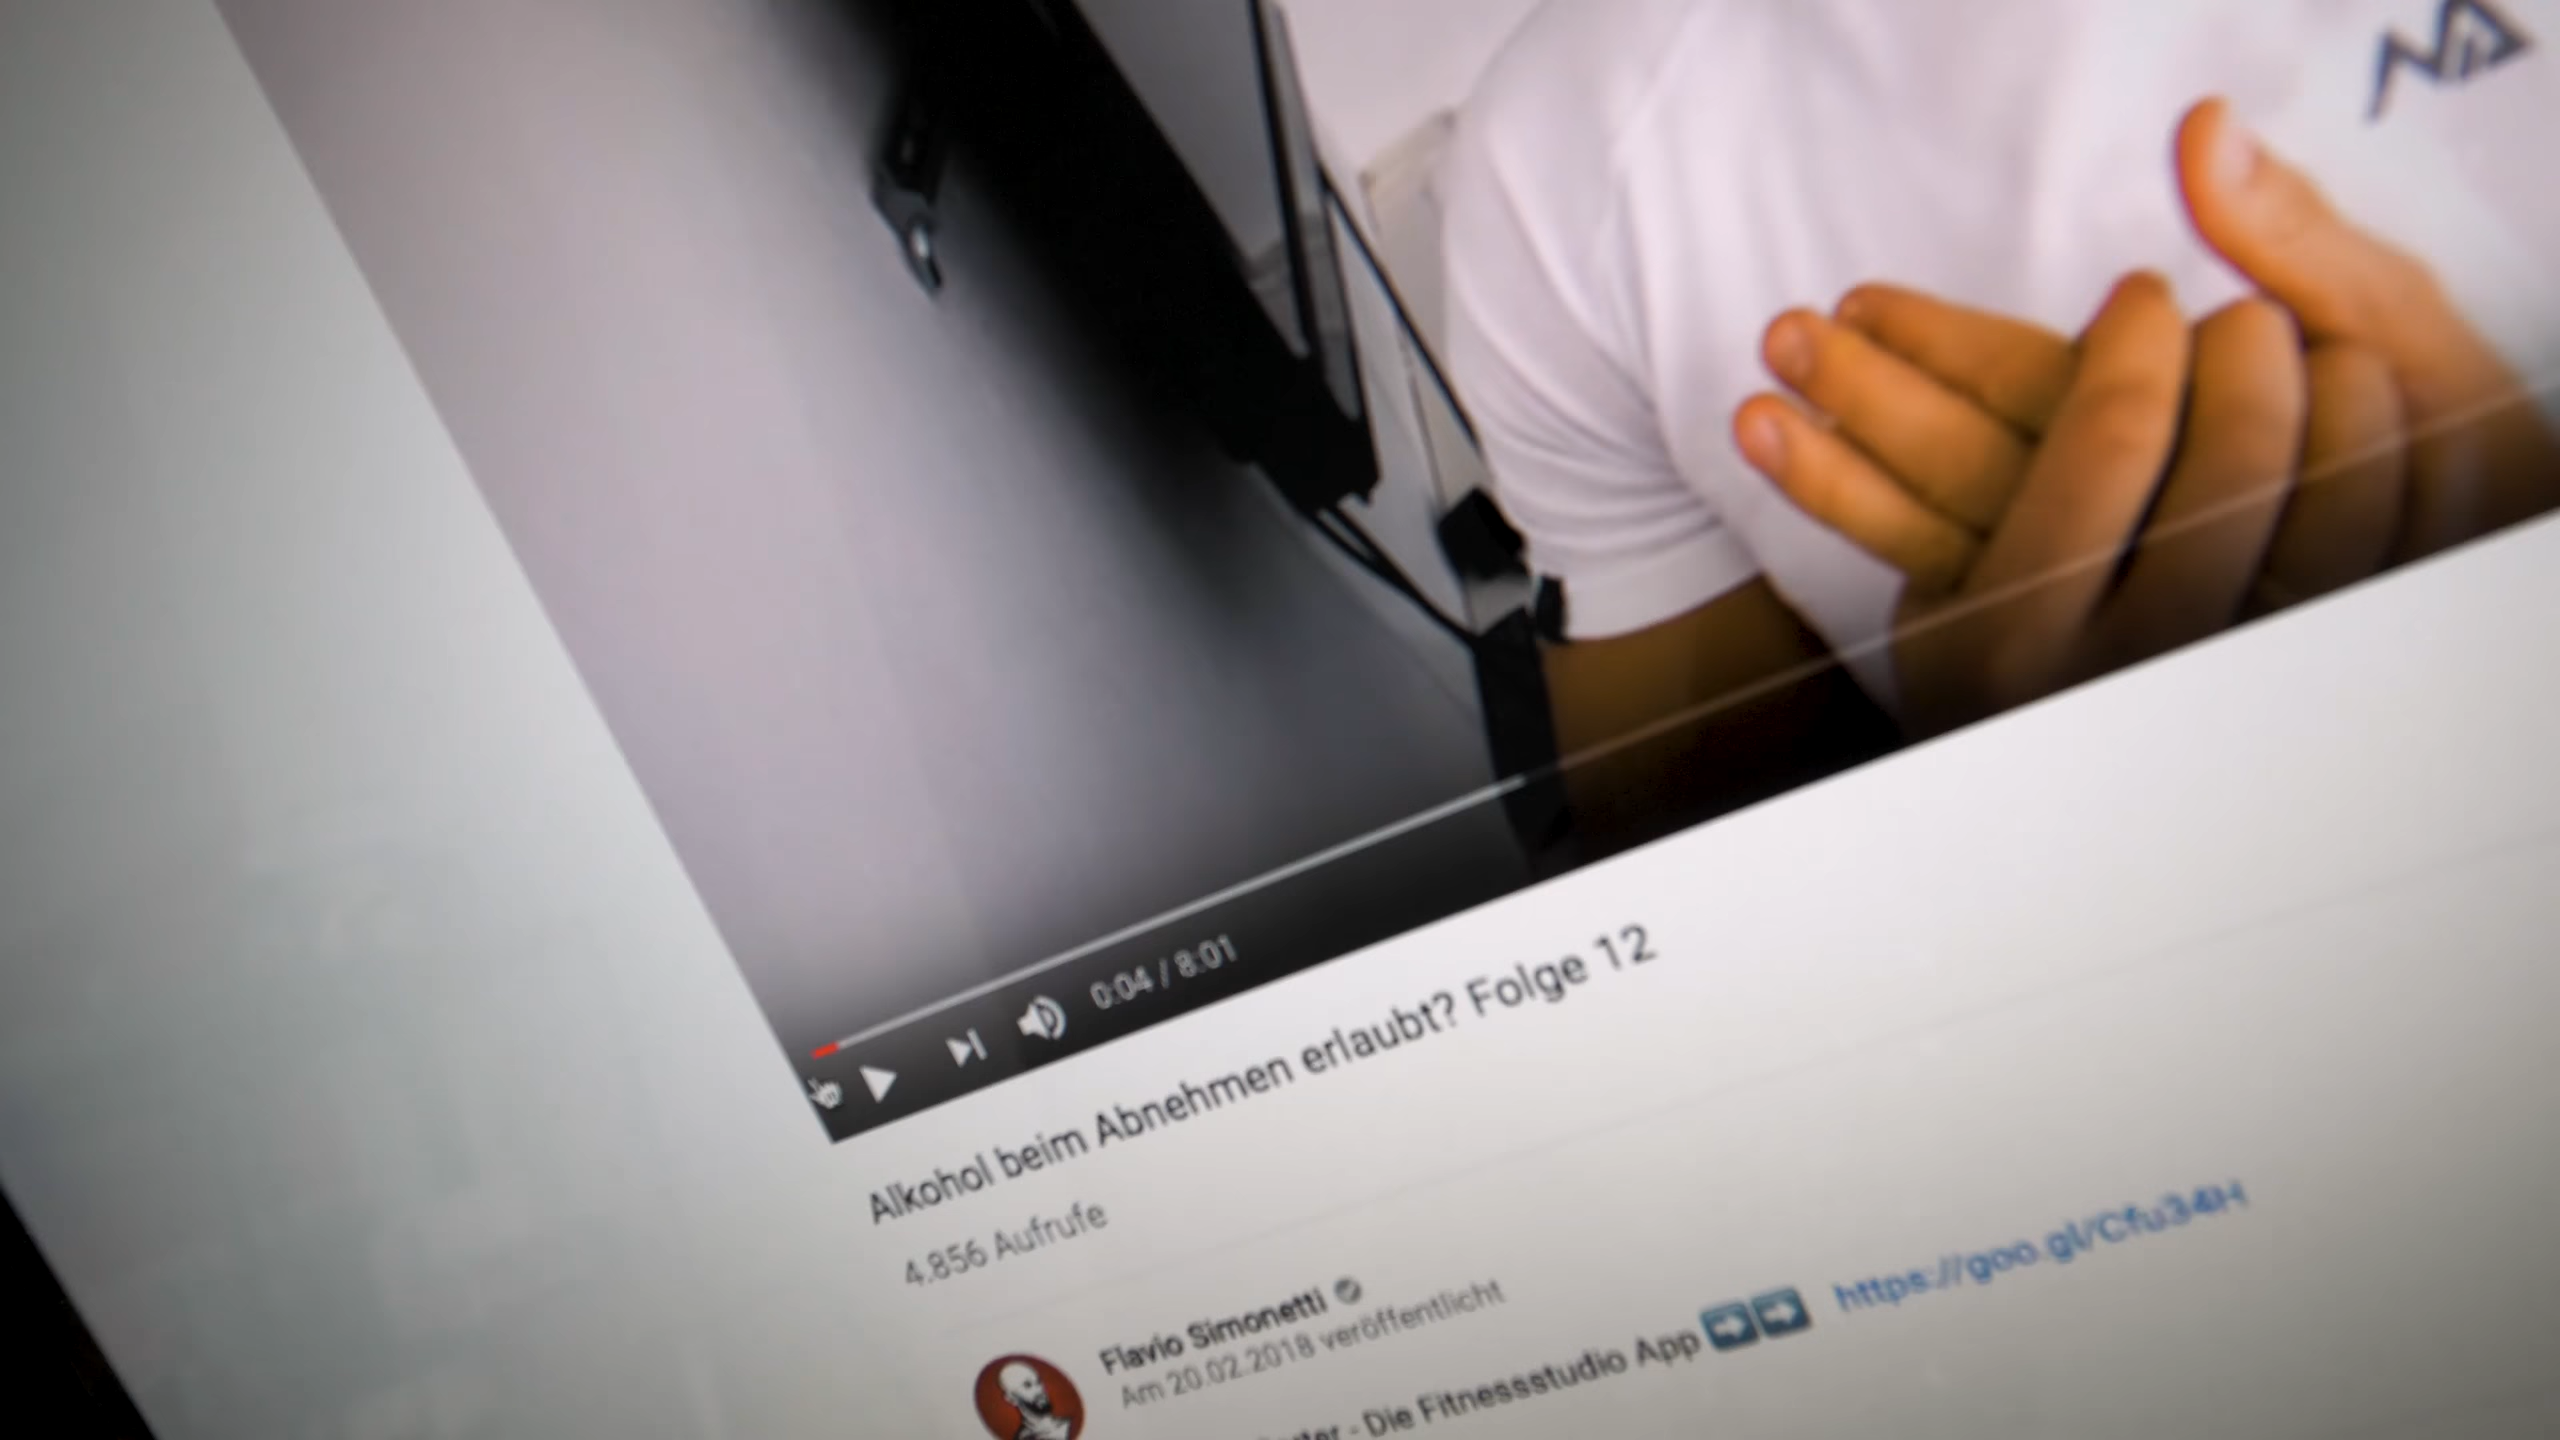 0:04 / 8:01
Alkohol beim Abnehmen erlaubt? Folge 12
4.856 Aufrufe
Flavio Simonetti
Am 20.02.2018 veröffentlicht
- Die Fitnessstudio App ➡➡ https://goo.gl/Cfu34H